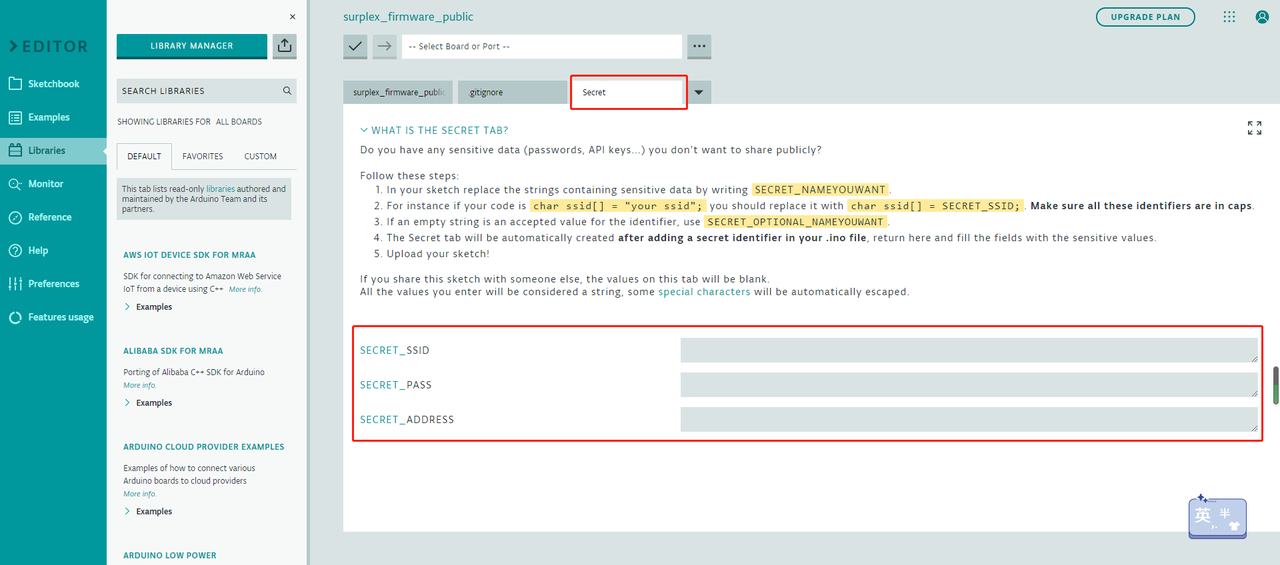 EDITOR
Sketchbook
Examples
Libraries
Monitor
Reference
Help
Preferences
Features usage
LIBRARY MANAGER
SEARCH LIBRARIES
SHOWING LIBRARIES FOR ALL BOARDS
DEFAULT FAVORITES CUSTOM
This tab lists read-only libraries authored and
maintained by the Arduino Team and its
partners.
AWS IOT DEVICE SDK FOR MRAA
SDK for connecting to Amazon Web Service
IoT from a device using C++ More info.
Examples
ALIBABA SDK FOR MRAA
Porting of Alibaba C++ SDK for Arduino
More info.
Examples
ARDUINO CLOUD PROVIDER EXAMPLES
Examples of how to connect various
Arduino boards to cloud providers
More info.
Examples
ARDUINO LOW POWER
surplex_firmware_public
UPGRADE PLAN
-- Select Board or Port --
surplex_firmware_public .gitignore Secret
WHAT IS THE SECRET TAB?
Do you have any sensitive data (passwords, API keys...) you don't want to share publicly?
Follow these steps:
1. In your sketch replace the strings containing sensitive data by writing SECRET_NAMEYOUWANT.
2. For instance if your code is char ssid[] = "your ssid"; you should replace it with char ssid[] = SECRET_SSID;. Make sure all these identifiers are in caps.
3. If an empty string is an accepted value for the identifier, use SECRET_OPTIONAL_NAMEYOUWANT.
4. The Secret tab will be automatically created after adding a secret identifier in your .ino file, return here and fill the fields with the sensitive values.
5. Upload your sketch!
If you share this sketch with someone else, the values on this tab will be blank.
All the values you enter will be considered a string, some special characters will be automatically escaped.
SECRET_SSID
SECRET_PASS
SECRET_ADDRESS
英 半